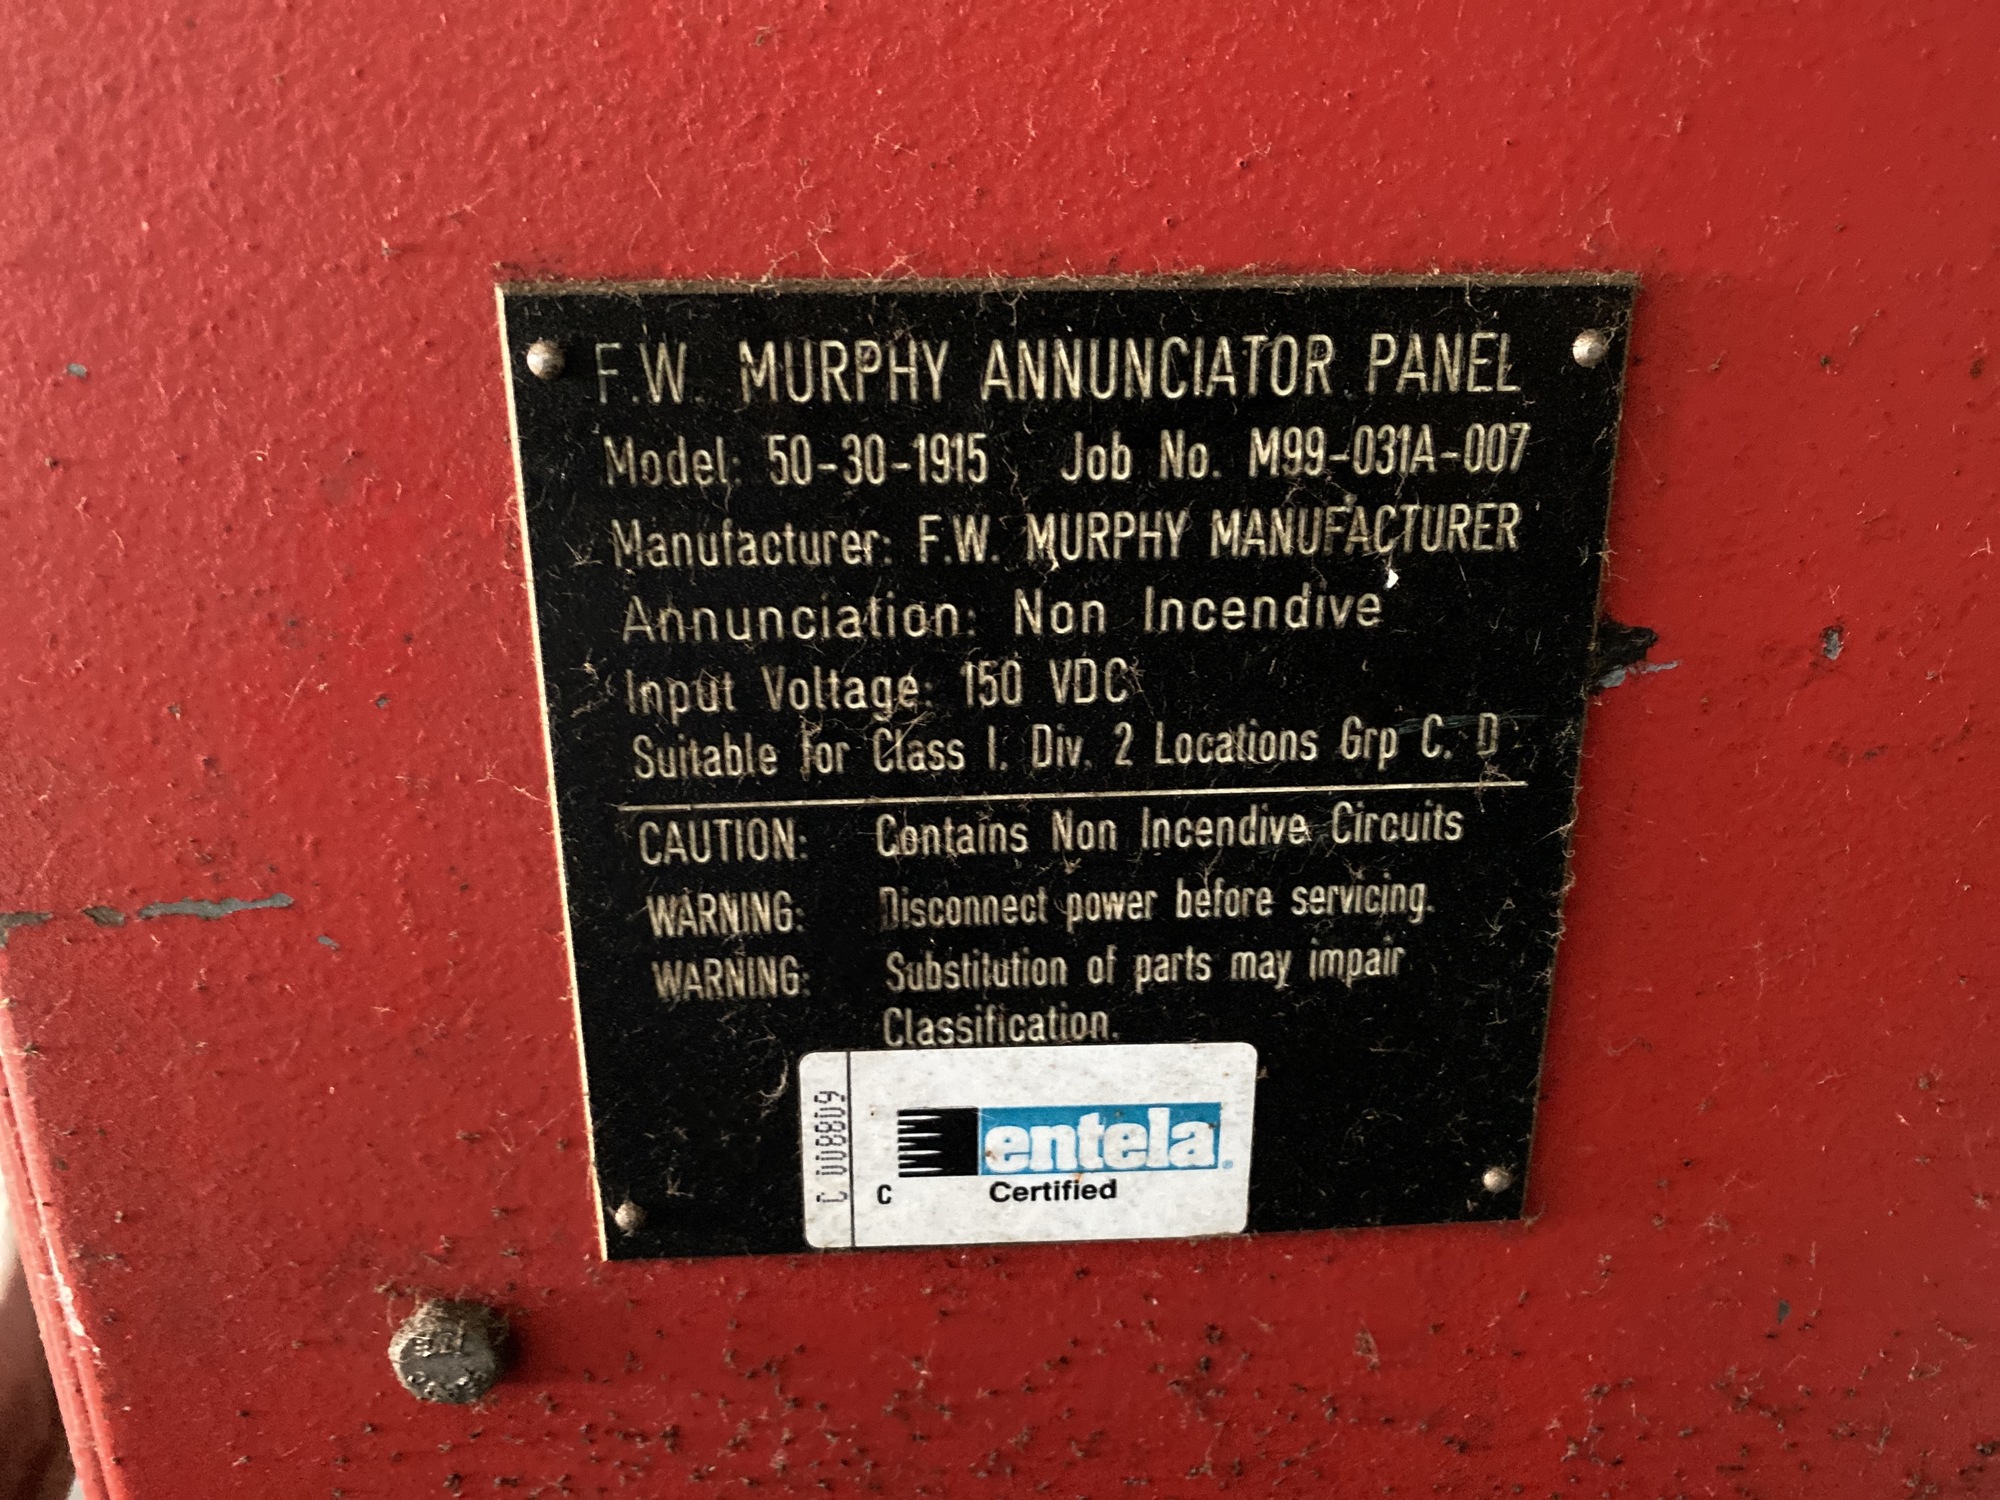 F.W. MURPHY ANNUNCIATOR PANEL
Model: 50-30-1915 Job No. M99-031A-007
Manufacturer: F.W. MURPHY MANUFACTURER
Annunciation: Non Incendive
Input Voltage: 150 VDC
Suitable for Class I, Div. 2 Locations Grp C, D
CAUTION: Contains Non Incendive Circuits
WARNING: Disconnect power before servicing.
WARNING: Substitution of parts may impair
Classification.
C 008809
entela
C Certified